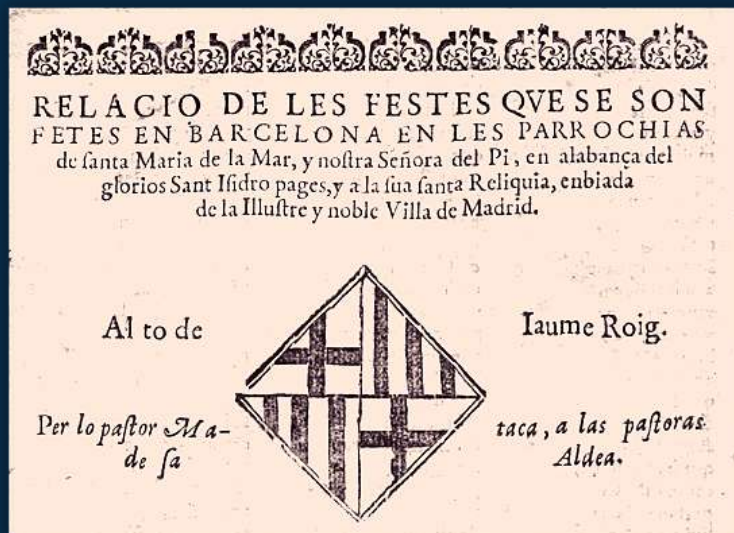 RELACIO DE LES FESTES QVE SE SON
FETES EN BARCELONA EN LES PARROCHIAS
de ſanta Maria de la Mar, y noſtra Señora del Pi, en alabança del
glorios Sant Iſidro pages, y a la ſua ſanta Reliquia, enbiada
de la Illuſtre y noble Villa de Madrid.
Al to de Iaume Roig.
Per lo paſtor Ma- taca, a las paſtoras
de ſa Aldea.